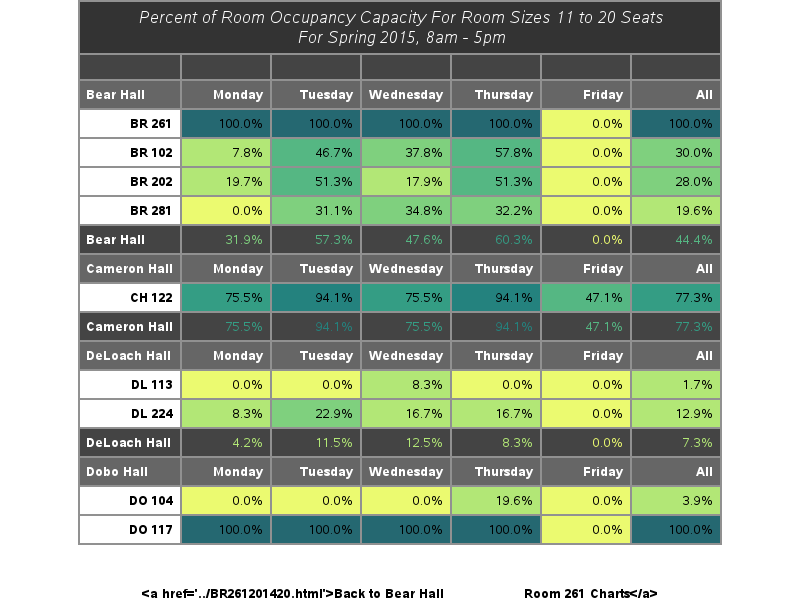 Percent of Room Occupancy Capacity For Room Sizes 11 to 20 Seats
For Spring 2015, 8am - 5pm
Bear Hall Monday Tuesday Wednesday Thursday Friday All
BR 261 100.0% 100.0% 100.0% 100.0% 0.0% 100.0%
BR 102 7.8% 46.7% 37.8% 57.8% 0.0% 30.0%
BR 202 19.7% 51.3% 17.9% 51.3% 0.0% 28.0%
BR 281 0.0% 31.1% 34.8% 32.2% 0.0% 19.6%
Bear Hall 31.9% 57.3% 47.6% 60.3% 0.0% 44.4%
Cameron Hall Monday Tuesday Wednesday Thursday Friday All
CH 122 75.5% 94.1% 75.5% 94.1% 47.1% 77.3%
Cameron Hall 75.5% 94.1% 75.5% 94.1% 47.1% 77.3%
DeLoach Hall Monday Tuesday Wednesday Thursday Friday All
DL 113 0.0% 0.0% 8.3% 0.0% 0.0% 1.7%
DL 224 8.3% 22.9% 16.7% 16.7% 0.0% 12.9%
DeLoach Hall 4.2% 11.5% 12.5% 8.3% 0.0% 7.3%
Dobo Hall Monday Tuesday Wednesday Thursday Friday All
DO 104 0.0% 0.0% 0.0% 19.6% 0.0% 3.9%
DO 117 100.0% 100.0% 100.0% 100.0% 0.0% 100.0%
<a href='../BR261201420.html'>Back to Bear Hall Room 261 Charts</a>